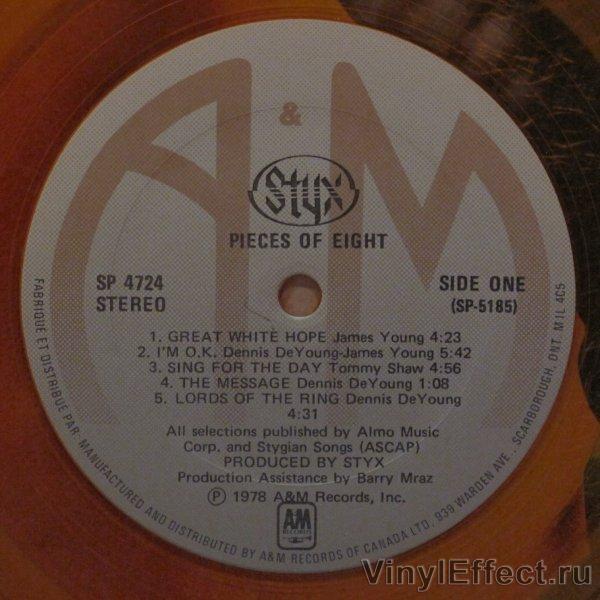 A & M
Styx
PIECES OF EIGHT
SP 4724
STEREO
SIDE ONE
(SP-5185)
1. GREAT WHITE HOPE James Young 4:23
2. I'M O.K. Dennis DeYoung-James Young 5:42
3. SING FOR THE DAY Tommy Shaw 4:56
4. THE MESSAGE Dennis DeYoung 1:08
5. LORDS OF THE RING Dennis DeYoung
4:31
All selections published by Almo Music
Corp. and Stygian Songs (ASCAP)
PRODUCED BY STYX
Production Assistance by Barry Mraz
Ⓟ 1978 A&M Records, Inc.
A&M
RECORDS
FABRIQUÉ ET DISTRIBUÉ PAR: MANUFACTURED AND DISTRIBUTED BY A&M RECORDS OF CANADA LTD. 939 WARDEN AVE.. SCARBOROUGH, ONT. M1L 4C5
VinylEffect.ru